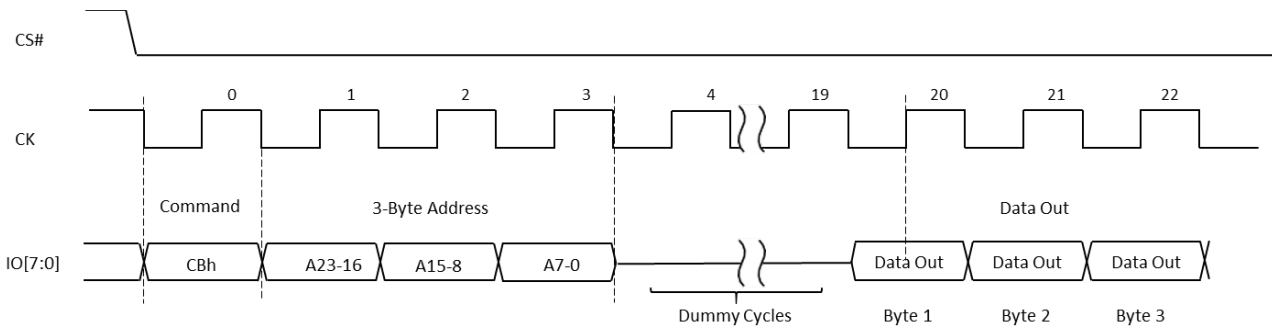 CS#
0 1 2 3 4 19 20 21 22
CK
Command 3-Byte Address Data Out
IO[7:0] CBh A23-16 A15-8 A7-0 Data Out Data Out Data Out
Dummy Cycles Byte 1 Byte 2 Byte 3